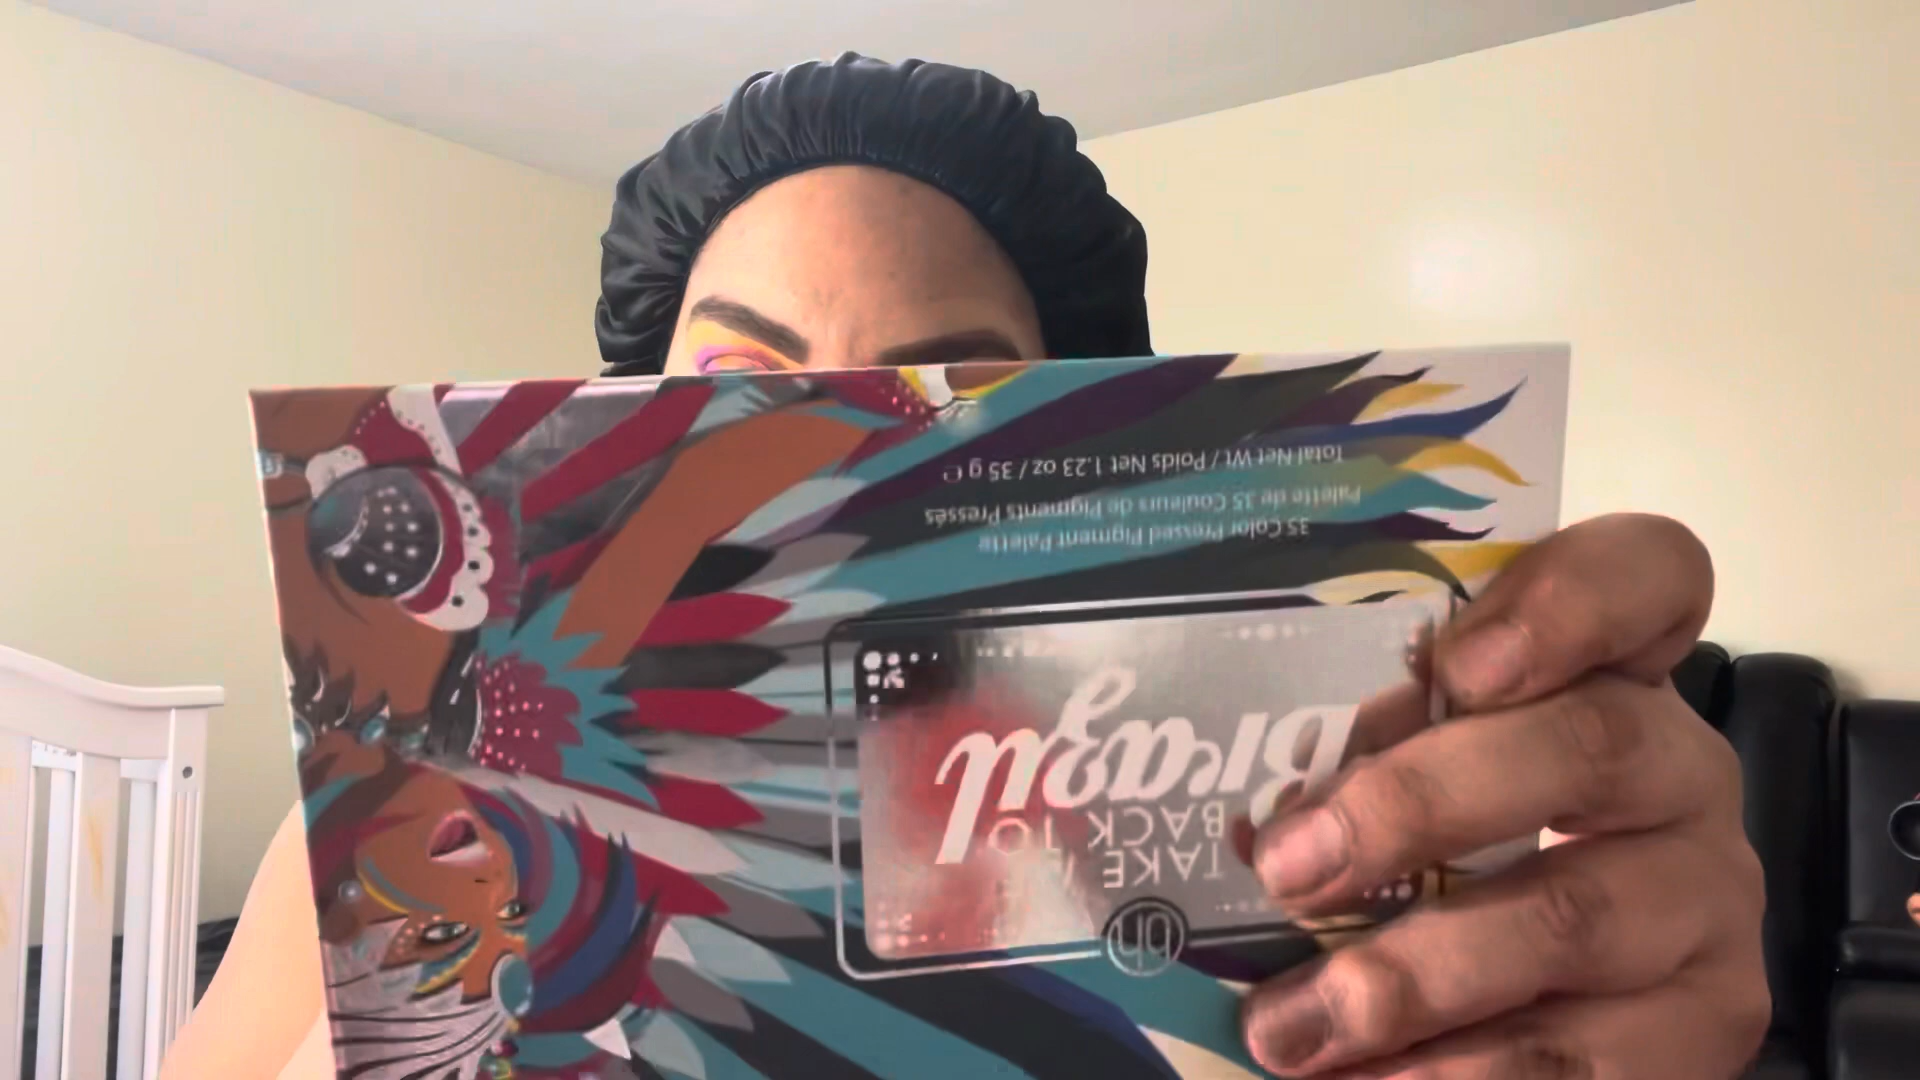 bh
TAKE ME
BACK TO
Brazil
35 Color Pressed Pigment Palette
Palette de 35 Couleurs de Pigments Pressés
Total Net Wt / Poids Net 1.23 oz / 35 g ℮